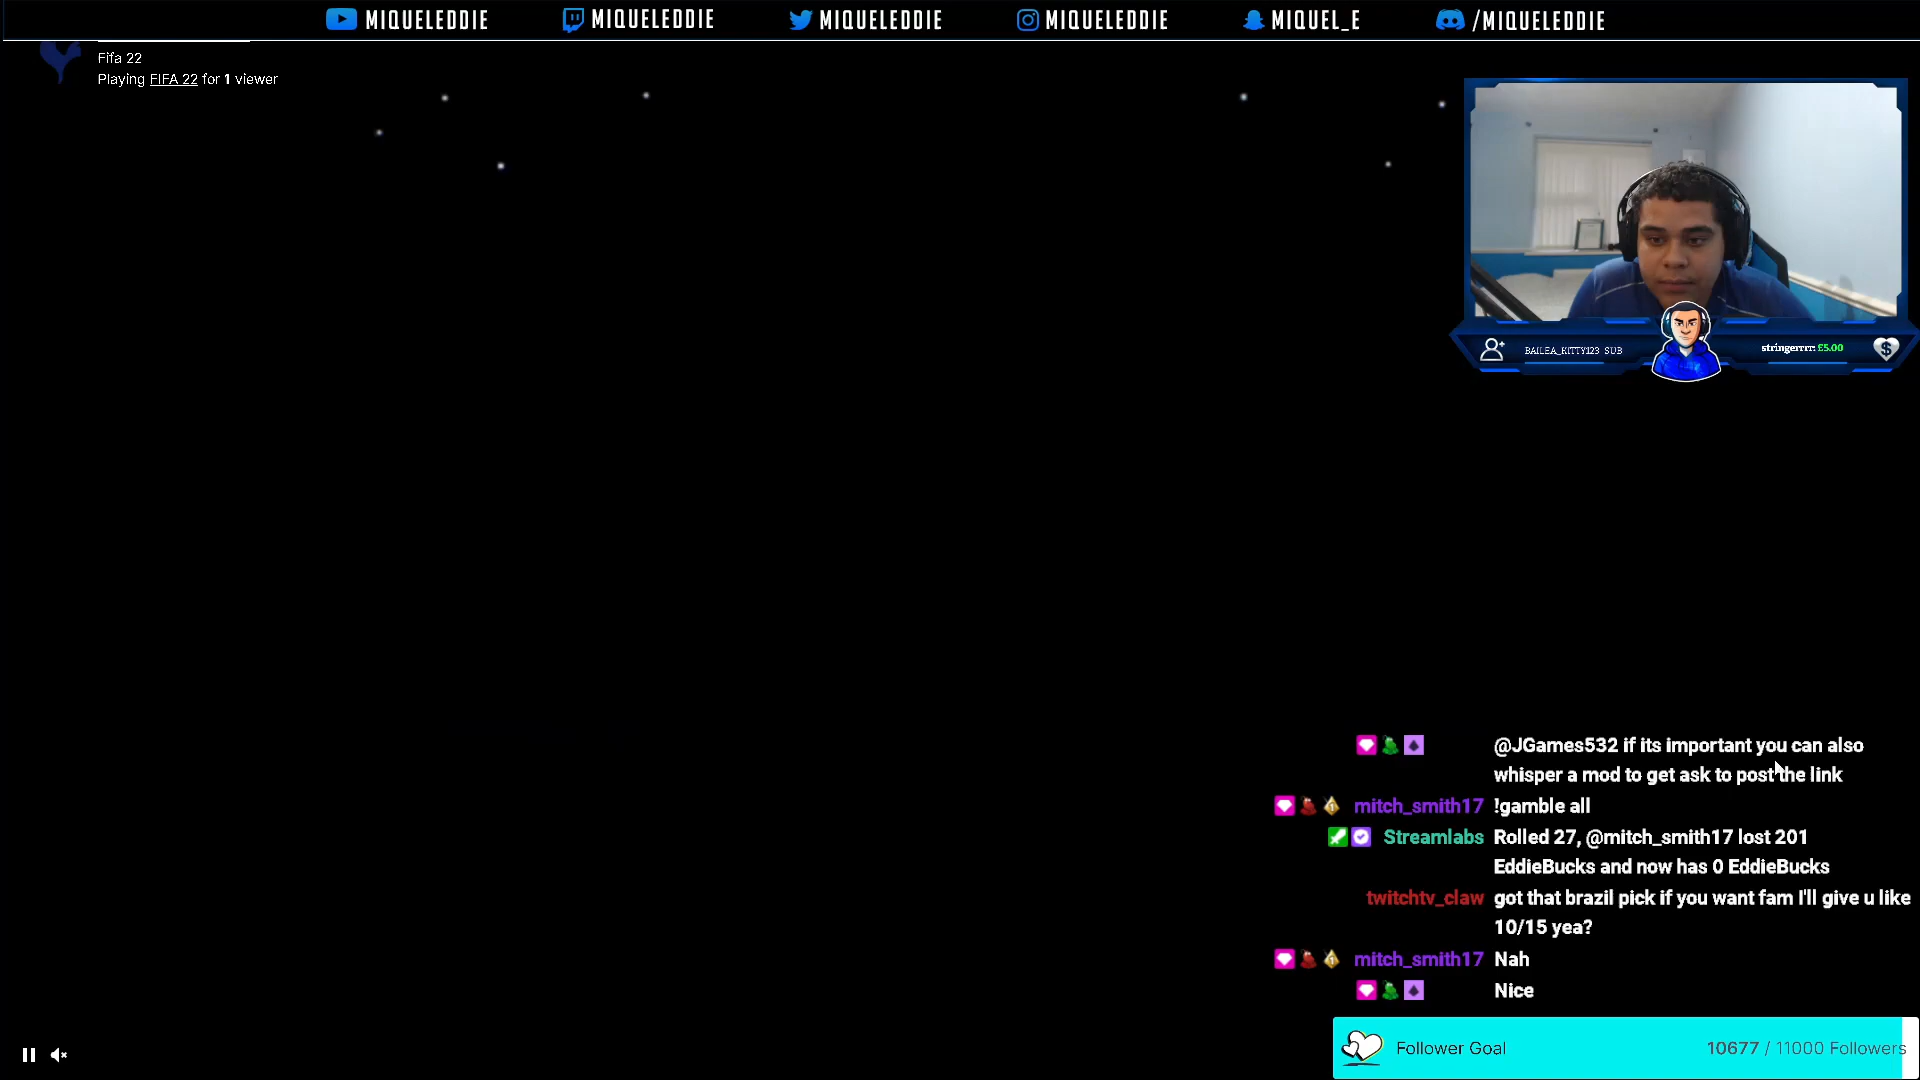 MIQUELEDDIE MIQUELEDDIE MIQUELEDDIE MIQUELEDDIE MIQUEL_E /MIQUELEDDIE
Fifa 22
Playing FIFA 22 for 1 viewer
BAILEA_KITTY123 SUB
stringerrrr: £5.00
@JGames532 if its important you can also
whisper a mod to get ask to post the link
mitch_smith17 !gamble all
Streamlabs Rolled 27, @mitch_smith17 lost 201
EddieBucks and now has 0 EddieBucks
twitchtv_claw got that brazil pick if you want fam I'll give u like
10/15 yea?
mitch_smith17 Nah
Nice
Follower Goal 10677 / 11000 Followers